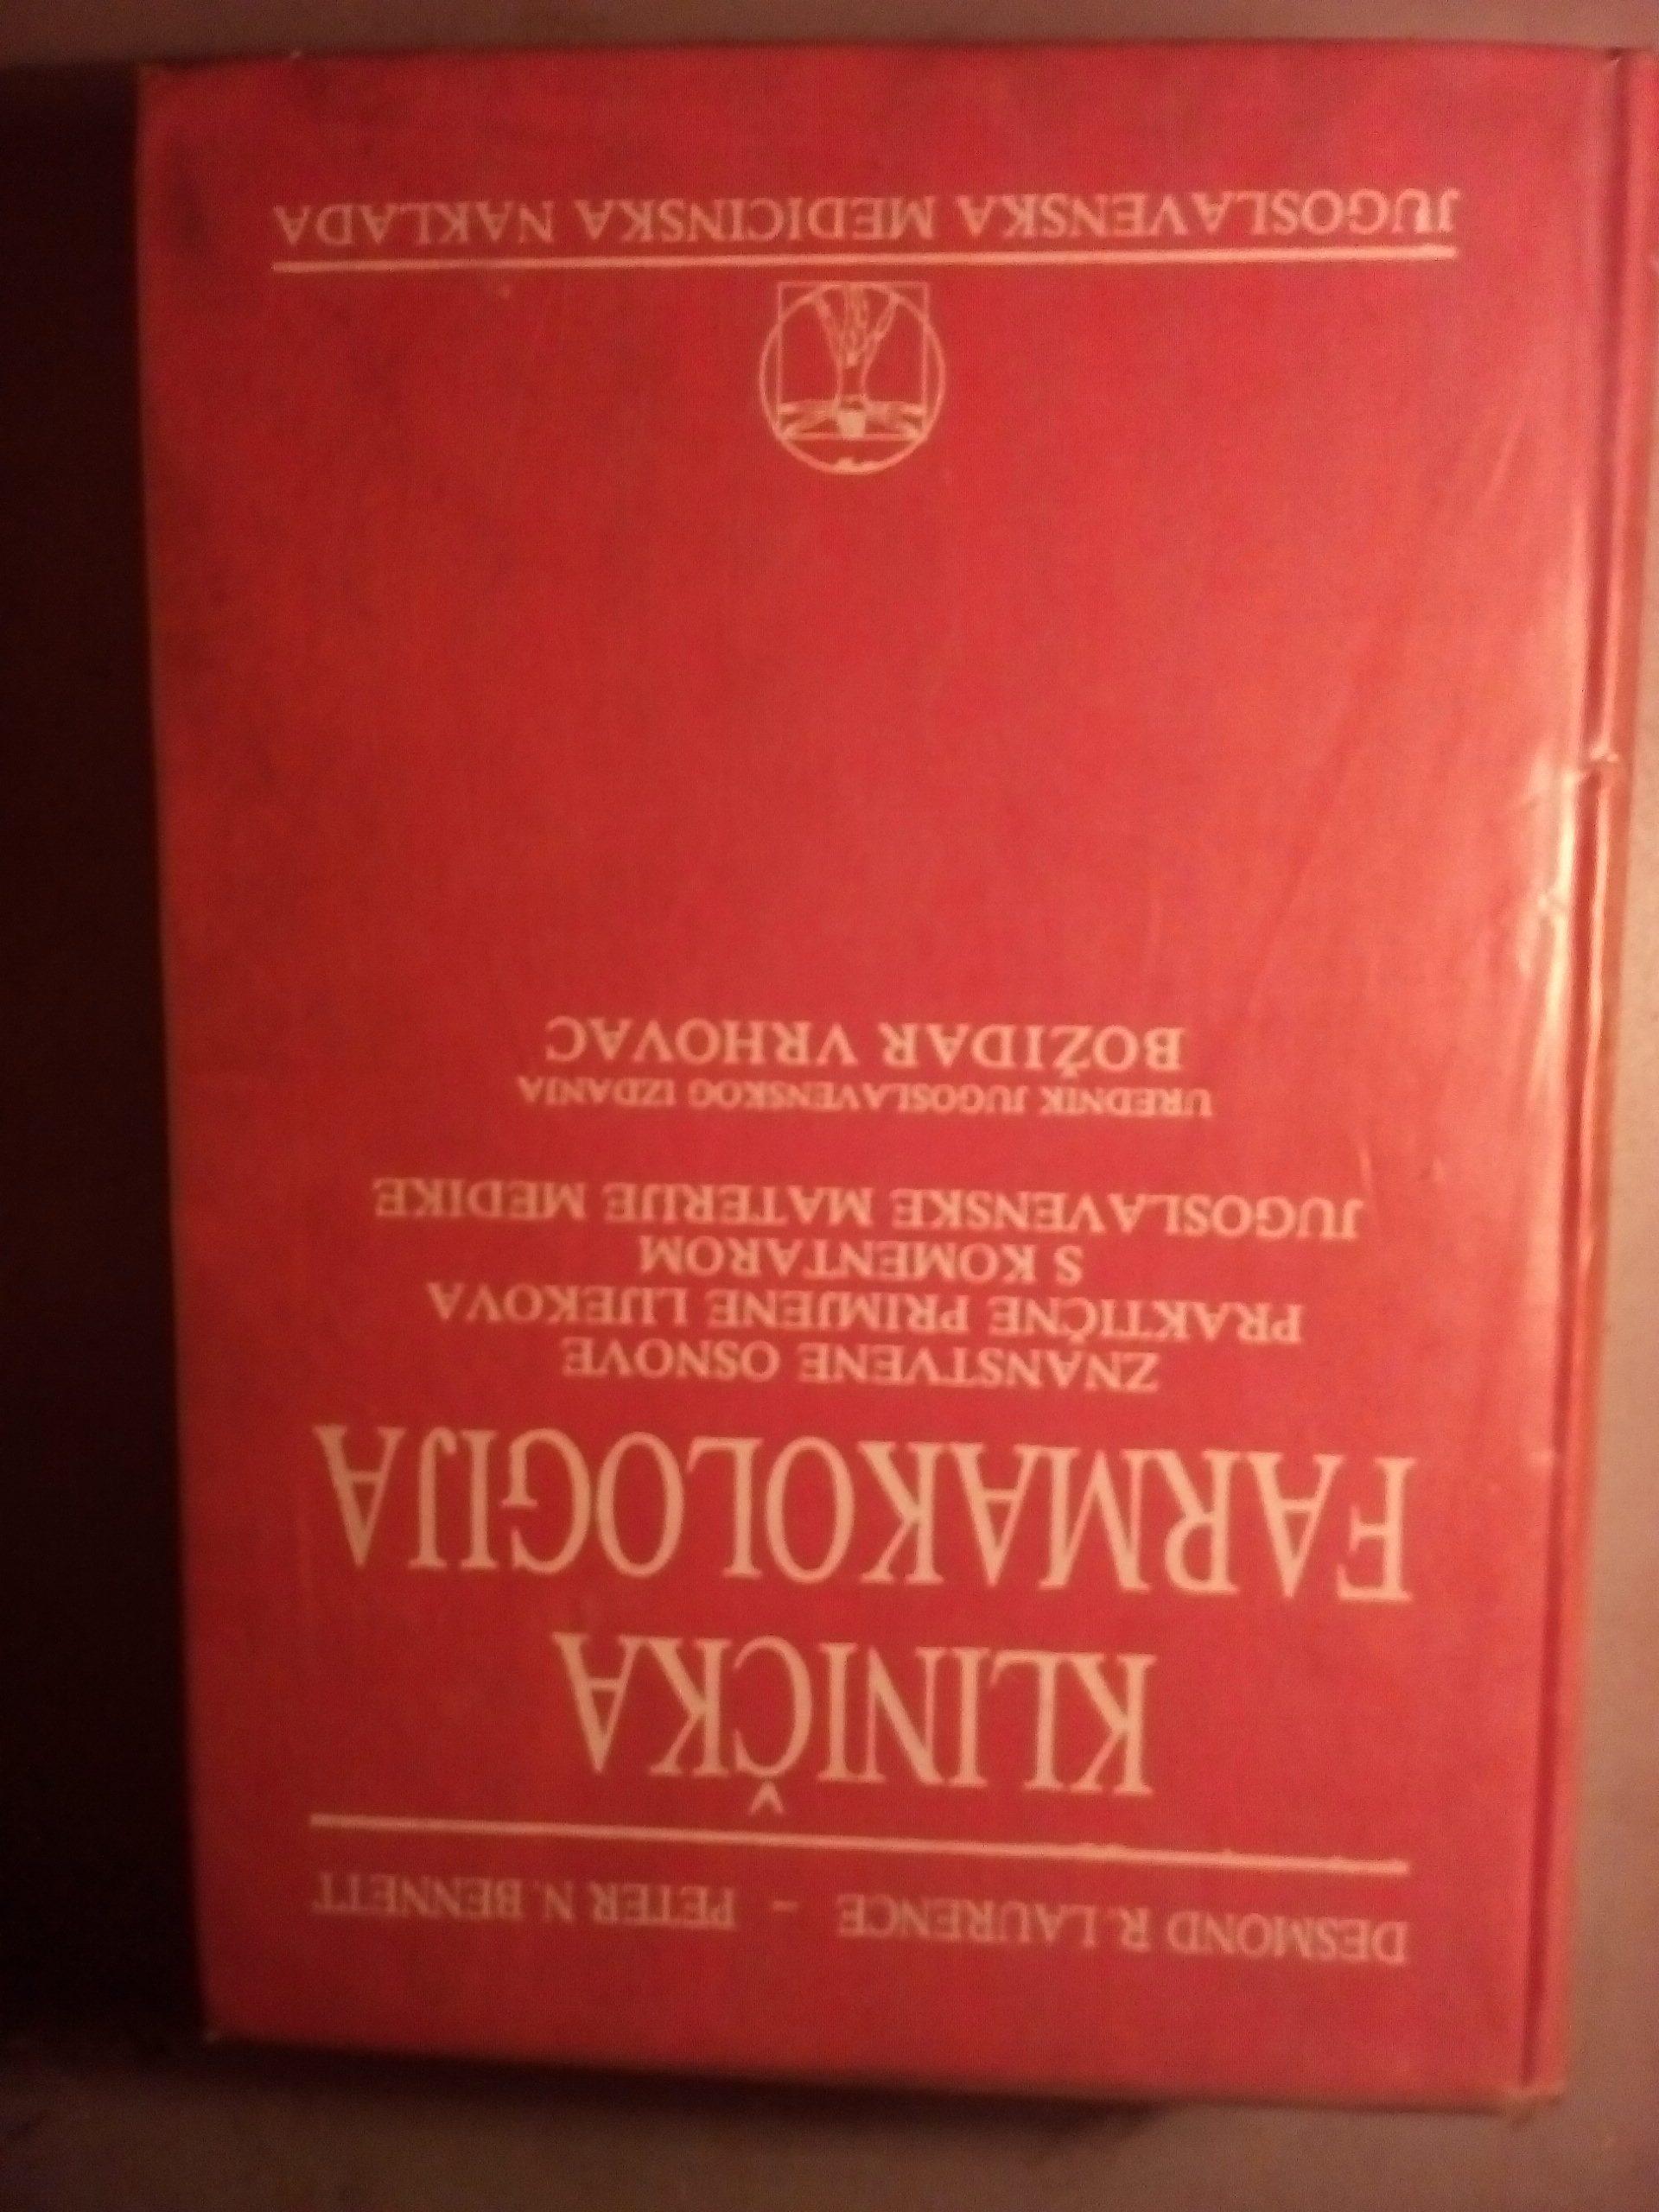 DESMOND R. LAURENCE – PETER N. BENNETT
KLINIČKA
FARMAKOLOGIJA
ZNANSTVENE OSNOVE
PRAKTIČNE PRIMJENE LIJEKOVA
S KOMENTAROM
JUGOSLAVENSKE MATERIJE MEDIKE
UREDNIK JUGOSLAVENSKOG IZDANJA
BOŽIDAR VRHOVAC
JUGOSLAVENSKA MEDICINSKA NAKLADA